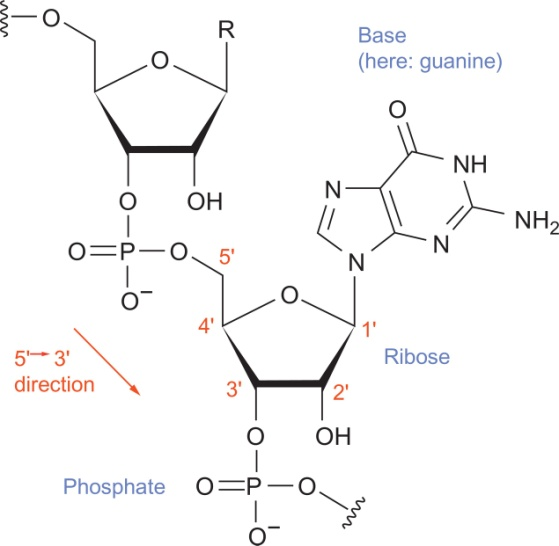 O
R
O
Base
(here: guanine)
O
N
NH
O
OH
N
N
NH₂
O=P–O
5'
N
O⁻
O
4'
1'
5'→3'
direction
Ribose
3'
2'
O
OH
Phosphate
O=P–O
O⁻